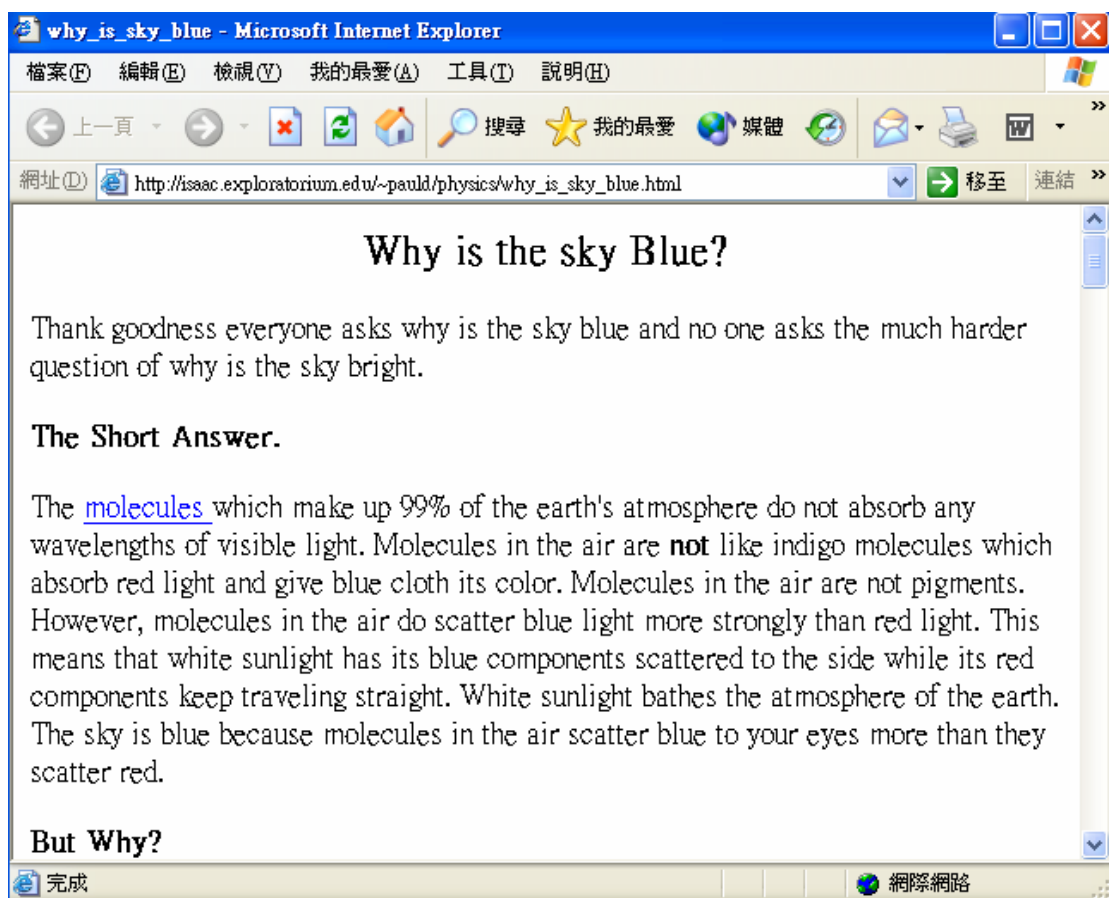 why_is_sky_blue - Microsoft Internet Explorer
檔案(F) 編輯(E) 檢視(V) 我的最愛(A) 工具(T) 說明(H)
上一頁 搜尋 我的最愛 媒體 »
網址(D) http://isaac.exploratorium.edu/~pauld/physics/why_is_sky_blue.html 移至 連結 »
Why is the sky Blue?
Thank goodness everyone asks why is the sky blue and no one asks the much harder
question of why is the sky bright.
The Short Answer.
The molecules which make up 99% of the earth's atmosphere do not absorb any
wavelengths of visible light. Molecules in the air are not like indigo molecules which
absorb red light and give blue cloth its color. Molecules in the air are not pigments.
However, molecules in the air do scatter blue light more strongly than red light. This
means that white sunlight has its blue components scattered to the side while its red
components keep traveling straight. White sunlight bathes the atmosphere of the earth.
The sky is blue because molecules in the air scatter blue to your eyes more than they
scatter red.
But Why?
完成 網際網路